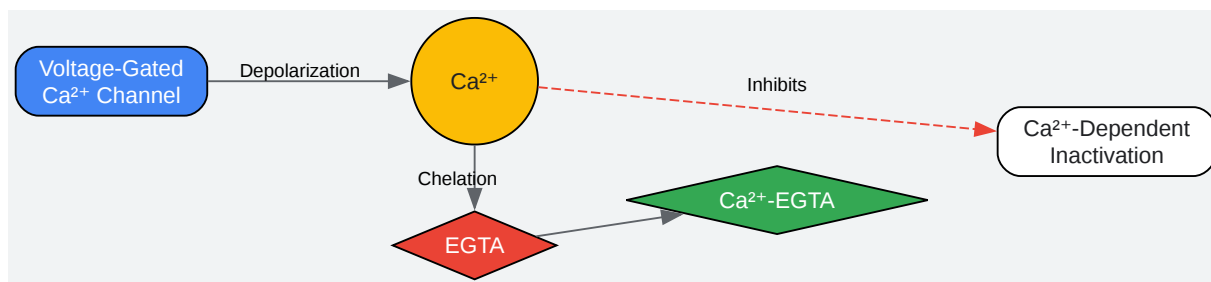 Voltage-Gated
Ca²⁺ Channel
Depolarization
Ca²⁺
Inhibits
Ca²⁺-Dependent
Inactivation
Chelation
Ca²⁺-EGTA
EGTA